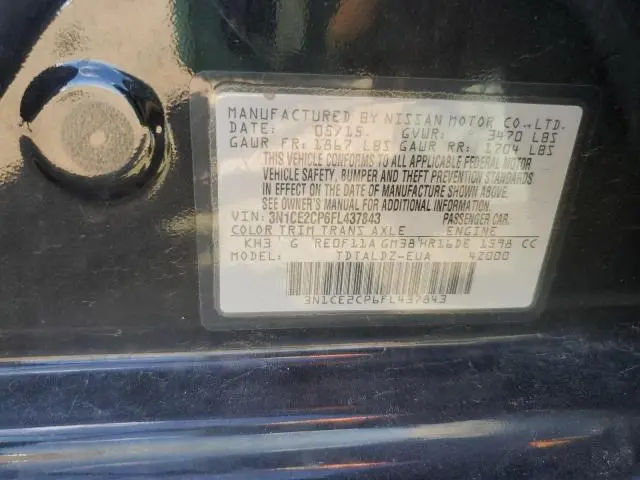 MANUFACTURED BY NISSAN MOTOR CO.,LTD.
DATE: 05/15. GVWR: 3470 LBS
GAWR FR: 1867 LBS GAWR RR: 1704 LBS
THIS VEHICLE CONFORMS TO ALL APPLICABLE FEDERAL MOTOR
VEHICLE SAFETY, BUMPER AND THEFT PREVENTION STANDARDS
IN EFFECT ON THE DATE OF MANUFACTURE SHOWN ABOVE.
SEE OWNER'S MANUAL FOR ADDITIONAL INFORMATION.
VIN: 3N1CE2CP6FL437843 PASSENGER CAR.
COLOR TRIM TRANS AXLE ENGINE
KH3 G RE0F11A GM38 HR16DE 1598 CC
MODEL: TDTALDZ-EUA 42000
3N1CE2CP6FL437843